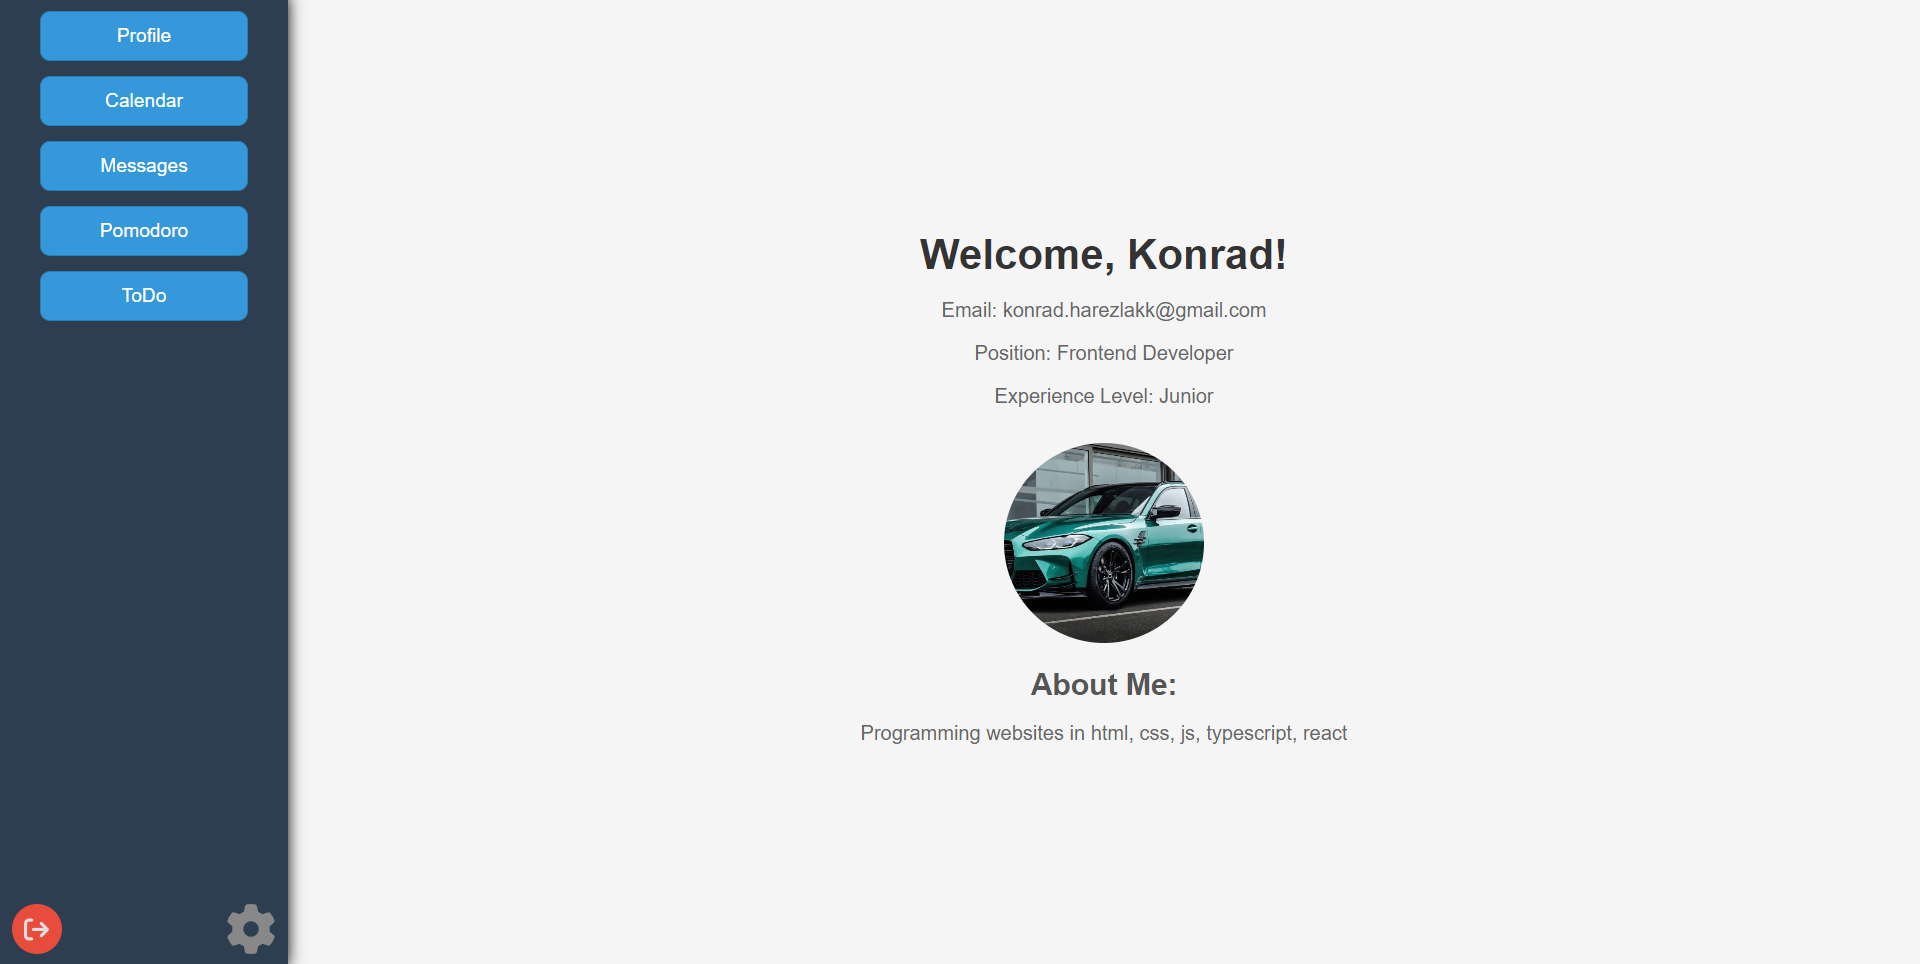 Profile
Calendar
Messages
Pomodoro
ToDo
Welcome, Konrad!
Email: konrad.harezlakk@gmail.com
Position: Frontend Developer
Experience Level: Junior
About Me:
Programming websites in html, css, js, typescript, react